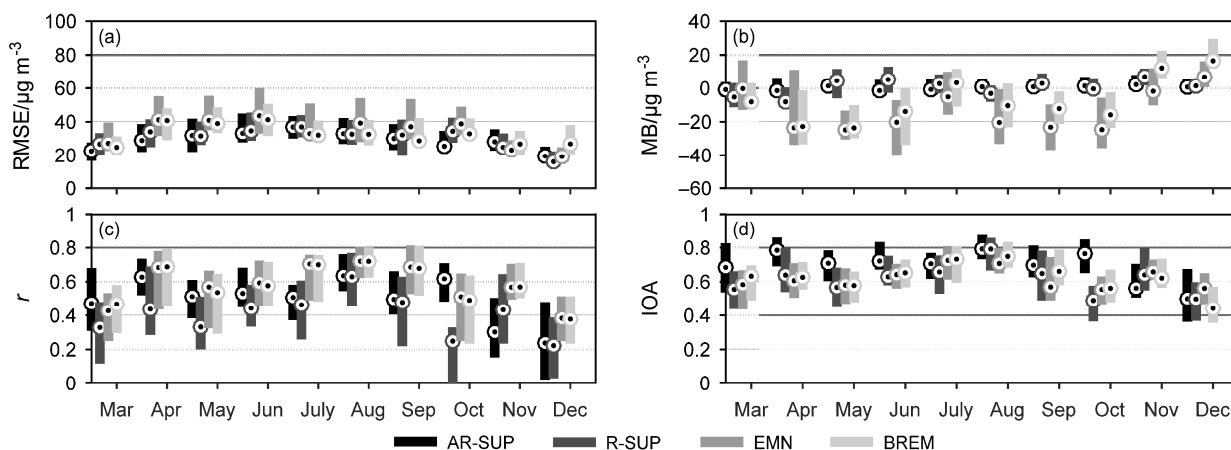 (a)
RMSE/µg m⁻³
100
80
60
40
20
0
(b)
MB/µg m⁻³
40
20
0
−20
−40
−60
(c)
r
1
0.8
0.6
0.4
0.2
0
Mar Apr May Jun July Aug Sep Oct Nov Dec
(d)
IOA
1
0.8
0.6
0.4
0.2
0
Mar Apr May Jun July Aug Sep Oct Nov Dec
AR-SUP R-SUP EMN BREM